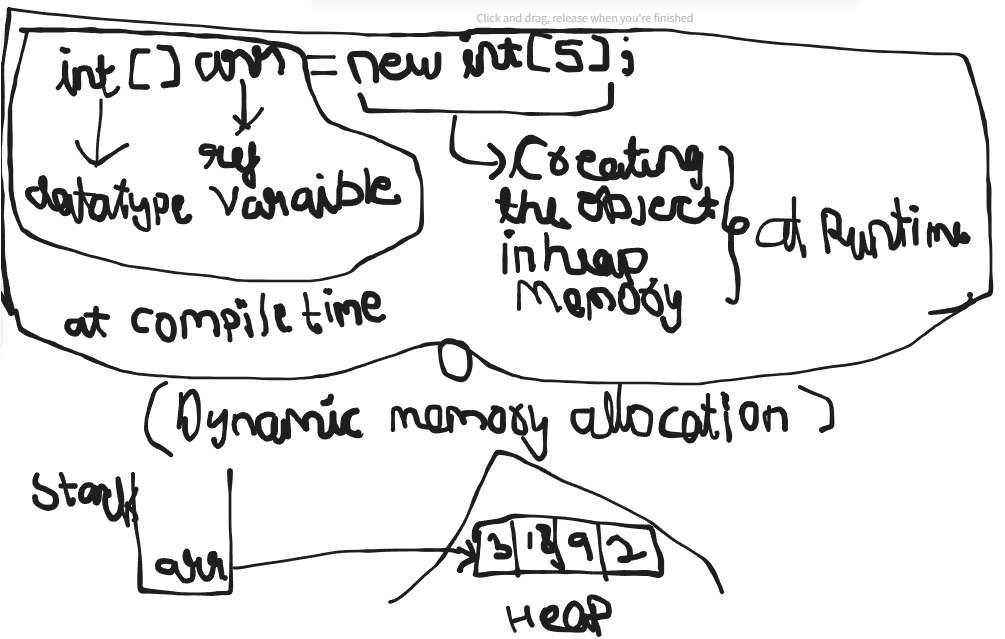 Click and drag, release when you're finished
int[] arr = new int[5];
datatype
ref
varaible
Creating
the object
in heap
memory
at Runtime
at compile time
(Dynamic memory allocation)
Stack
arr
3 18 9 2
HEAP